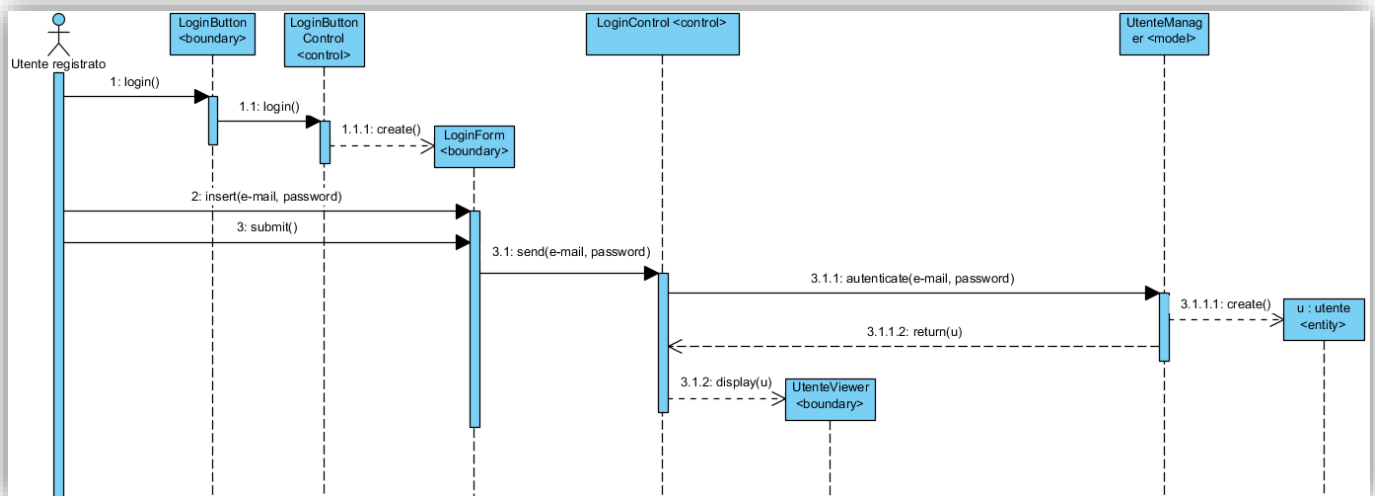 LoginButton
<boundary>
LoginButton
Control
<control>
LoginControl <control>
UtenteManag
er <model>
Utente registrato
1: login()
1.1: login()
1.1.1: create()
LoginForm
<boundary>
2: insert(e-mail, password)
3: submit()
3.1: send(e-mail, password)
3.1.1: autenticate(e-mail, password)
3.1.1.1: create()
u : utente
<entity>
3.1.1.2: return(u)
3.1.2: display(u)
UtenteViewer
<boundary>